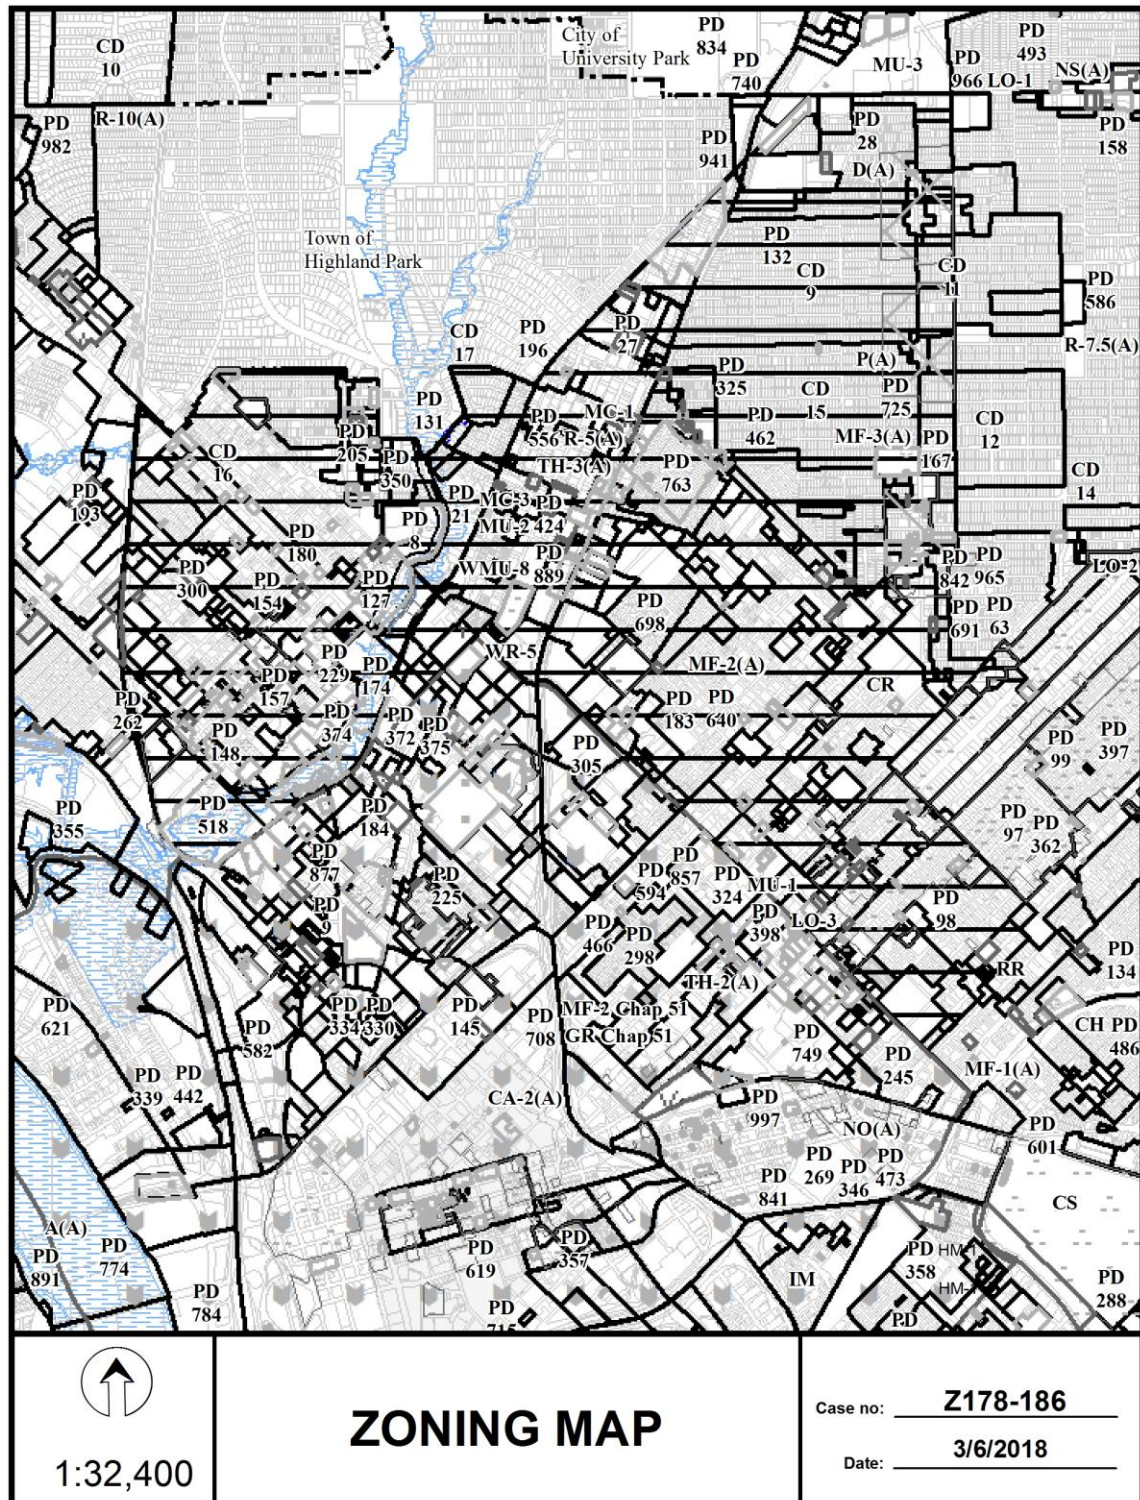 CD
10
City of
University Park
PD
834
PD
740
MU-3
PD
966
LO-1
PD
493
NS(A)
R-10(A)
PD
982
PD
941
PD
28
D(A)
PD
158
Town of
Highland Park
PD
132
CD
9
CD
11
PD
586
R-7.5(A)
CD
17
PD
196
PD
27
P(A)
PD
325
CD
15
PD
725
PD
131
PD
556
MC-1
R-5(A)
PD
462
MF-3(A)
CD
12
PD
205
CD
16
PD
350
TH-3(A)
PD
763
PD
167
CD
14
PD
193
PD
8
PD
21
MC-3
MU-2
PD
424
PD
180
WMU-8
PD
889
PD
842
PD
965
LO-2
PD
300
PD
154
PD
127
PD
698
PD
691
PD
63
PD
229
WR-5
MF-2(A)
PD
157
PD
174
CR
PD
262
PD
148
PD
374
PD
372
PD
375
PD
183
PD
640
PD
305
PD
99
PD
397
PD
355
PD
518
PD
184
PD
97
PD
362
PD
877
PD
225
PD
594
PD
857
PD
324
MU-1
PD
9
PD
466
PD
298
PD
398
LO-3
PD
98
PD
134
TH-2(A)
RR
PD
621
PD
582
PD
334
PD
330
PD
145
PD
708
MF-2 Chap 51
GR Chap 51
PD
749
CH
PD
486
PD
339
PD
442
PD
245
MF-1(A)
CA-2(A)
PD
997
NO(A)
PD
601
PD
841
PD
269
PD
346
PD
473
CS
A(A)
PD
891
PD
774
PD
619
PD
357
PD
358
HM-1
HM-1
IM
PD
288
PD
784
PD
715
PD
1:32,400
ZONING MAP
Case no: Z178-186
Date: 3/6/2018